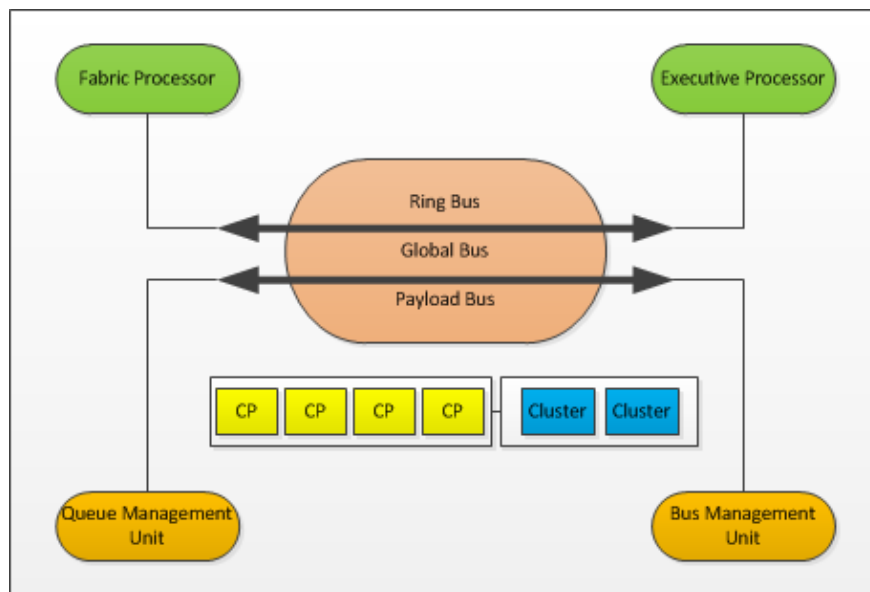 Fabric Processor
Executive Processor
Ring Bus
Global Bus
Payload Bus
CP CP CP CP Cluster Cluster
Queue Management
Unit
Bus Management
Unit